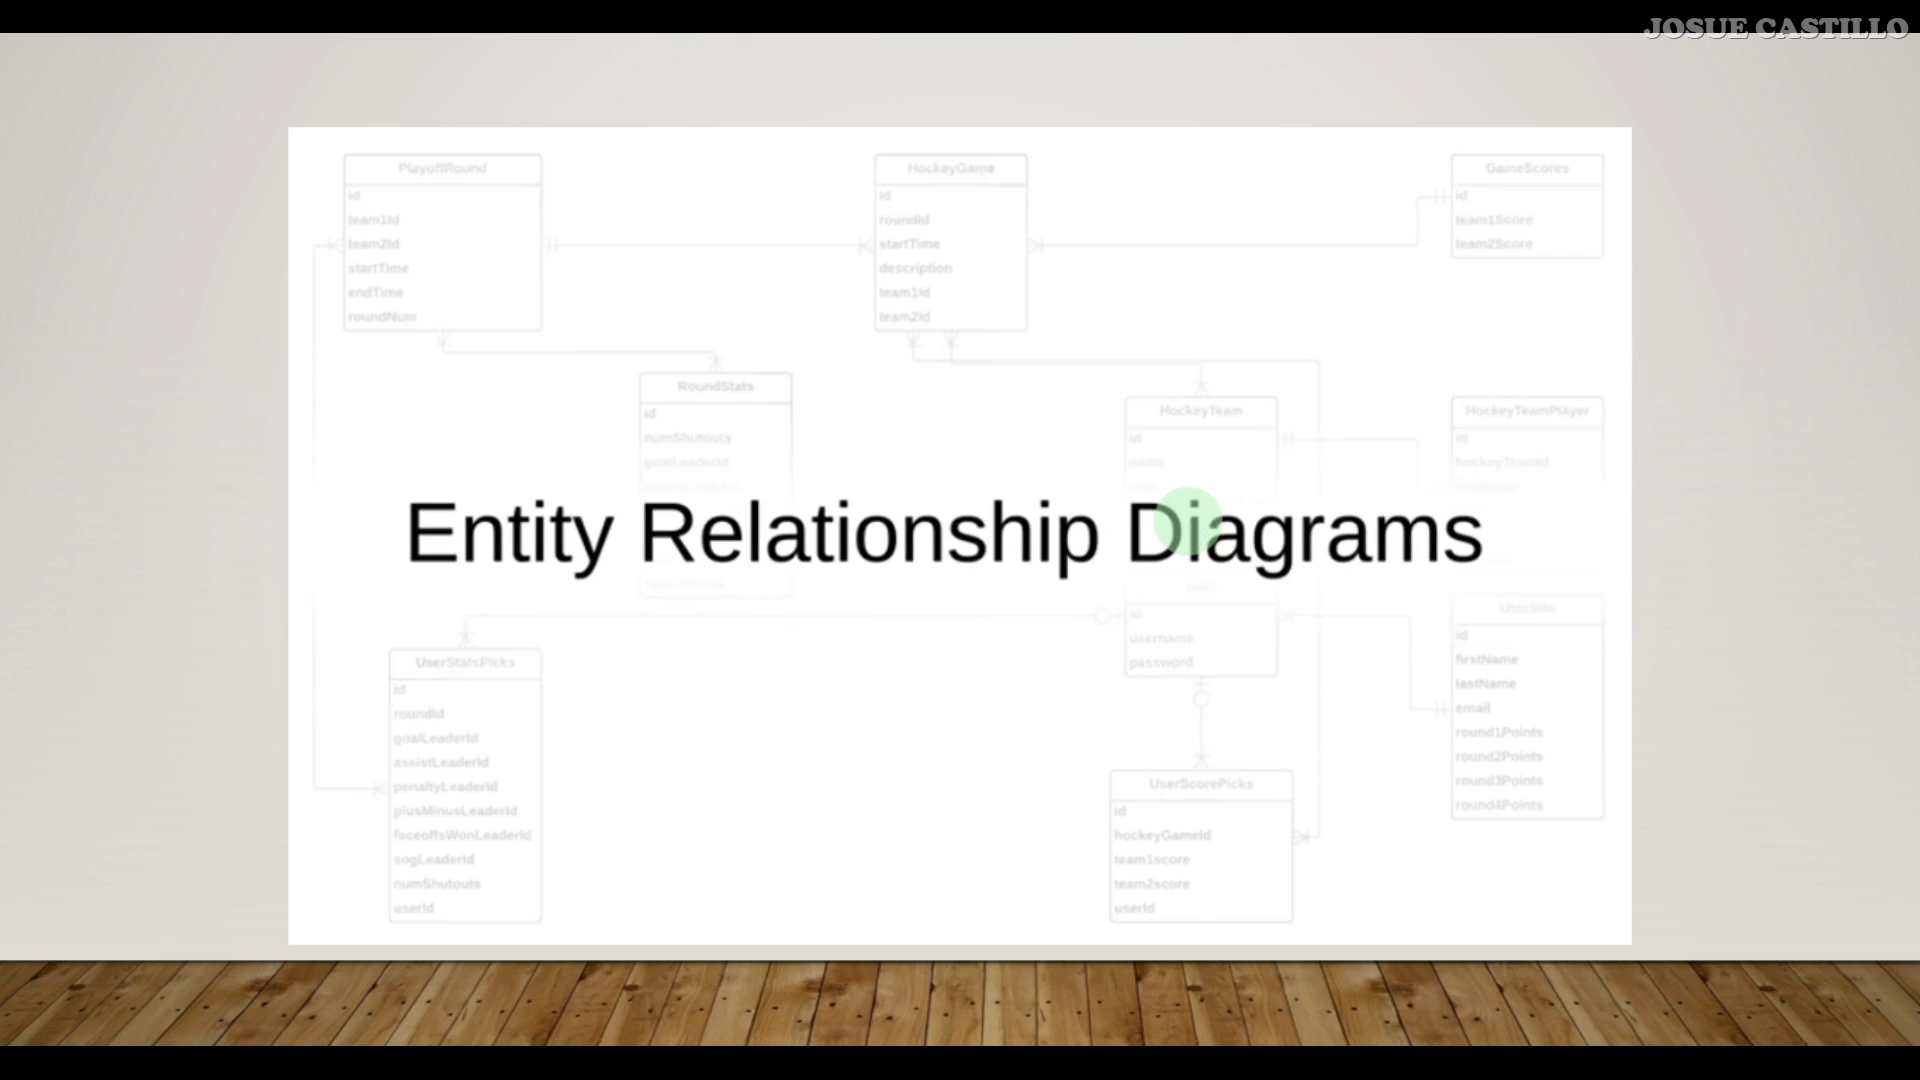 JOSUE CASTILLO
PlayoffRound
id
team1Id
team2Id
startTime
endTime
roundNum
HockeyGame
id
roundId
startTime
description
team1Id
team2Id
GameScores
id
team1Score
team2Score
RoundStats
id
numShutouts
goalLeaderId
HockeyTeam
id
name
HockeyTeamPlayer
id
hockeyTeamId
Entity Relationship Diagrams
id
username
password
UserInfo
id
firstName
lastName
email
round1Points
round2Points
round3Points
round4Points
UserStatsPicks
id
roundId
goalLeaderId
assistLeaderId
penaltyLeaderId
plusMinusLeaderId
faceoffsWonLeaderId
sogLeaderId
numShutouts
userId
UserScorePicks
id
hockeyGameId
team1score
team2score
userId